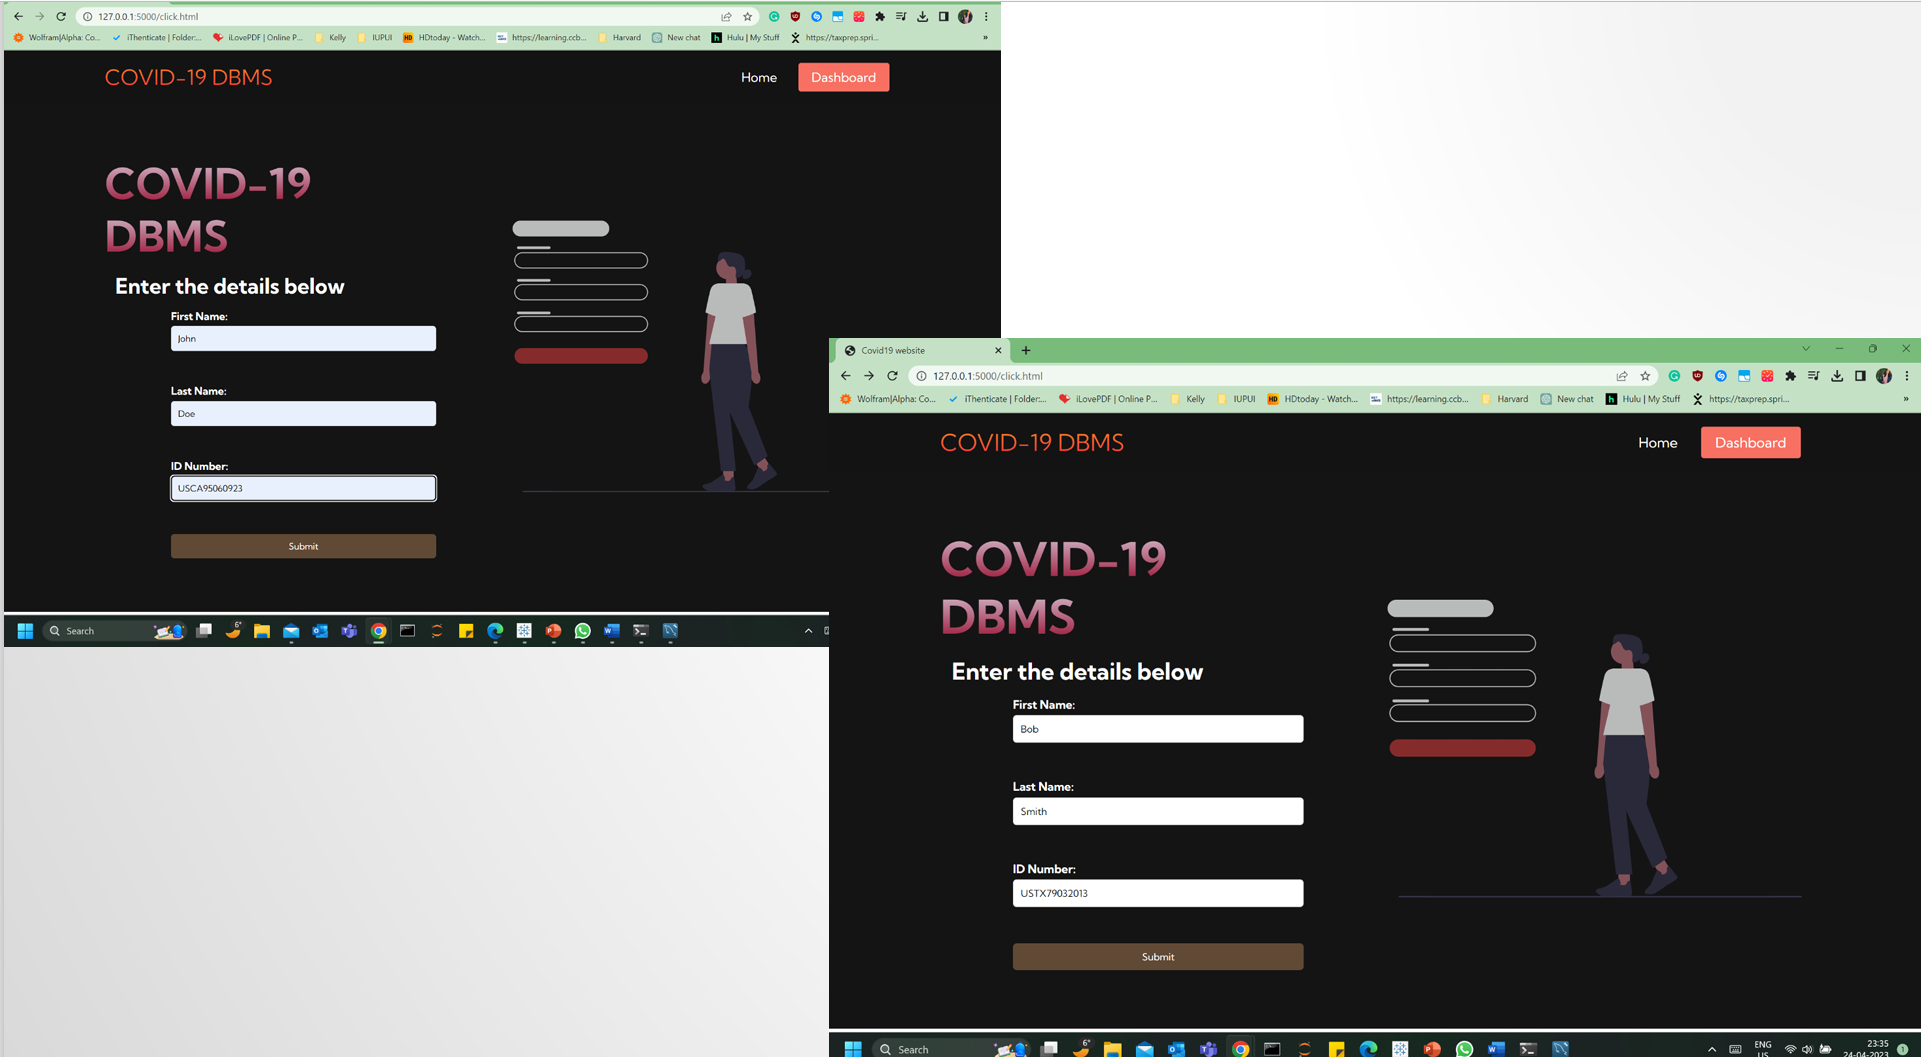 127.0.0.1:5000/click.html
Wolfram|Alpha: Co... iThenticate | Folder:... iLovePDF | Online P... Kelly IUPUI HDtoday - Watch... https://learning.ccb... Harvard New chat Hulu | My Stuff https://taxprep.spri... »
COVID-19 DBMS Home Dashboard
COVID-19
DBMS
Enter the details below
First Name:
John
Last Name:
Doe
ID Number:
USCA95060923
Submit
Search 6°
Covid19 website
127.0.0.1:5000/click.html
Wolfram|Alpha: Co... iThenticate | Folder:... iLovePDF | Online P... Kelly IUPUI HDtoday - Watch... https://learning.ccb... Harvard New chat Hulu | My Stuff https://taxprep.spri... »
COVID-19 DBMS Home Dashboard
COVID-19
DBMS
Enter the details below
First Name:
Bob
Last Name:
Smith
ID Number:
USTX79032013
Submit
Search 6° ENG 23:35
US 24-04-2023 1